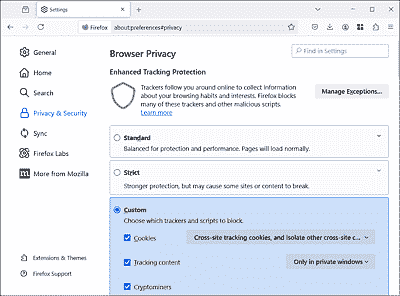 Settings
Firefox
about:preferences#privacy
Find in Settings
General
Home
Search
Privacy & Security
Sync
Firefox Labs
More from Mozilla
Extensions & Themes
Firefox Support
Browser Privacy
Enhanced Tracking Protection
Trackers follow you around online to collect information
about your browsing habits and interests. Firefox blocks
many of these trackers and other malicious scripts.
Learn more
Manage Exceptions...
Standard
Balanced for protection and performance. Pages will load normally.
Strict
Stronger protection, but may cause some sites or content to break.
Custom
Choose which trackers and scripts to block.
Cookies
Cross-site tracking cookies, and isolate other cross-site c...
Tracking content
Only in private windows
Cryptominers